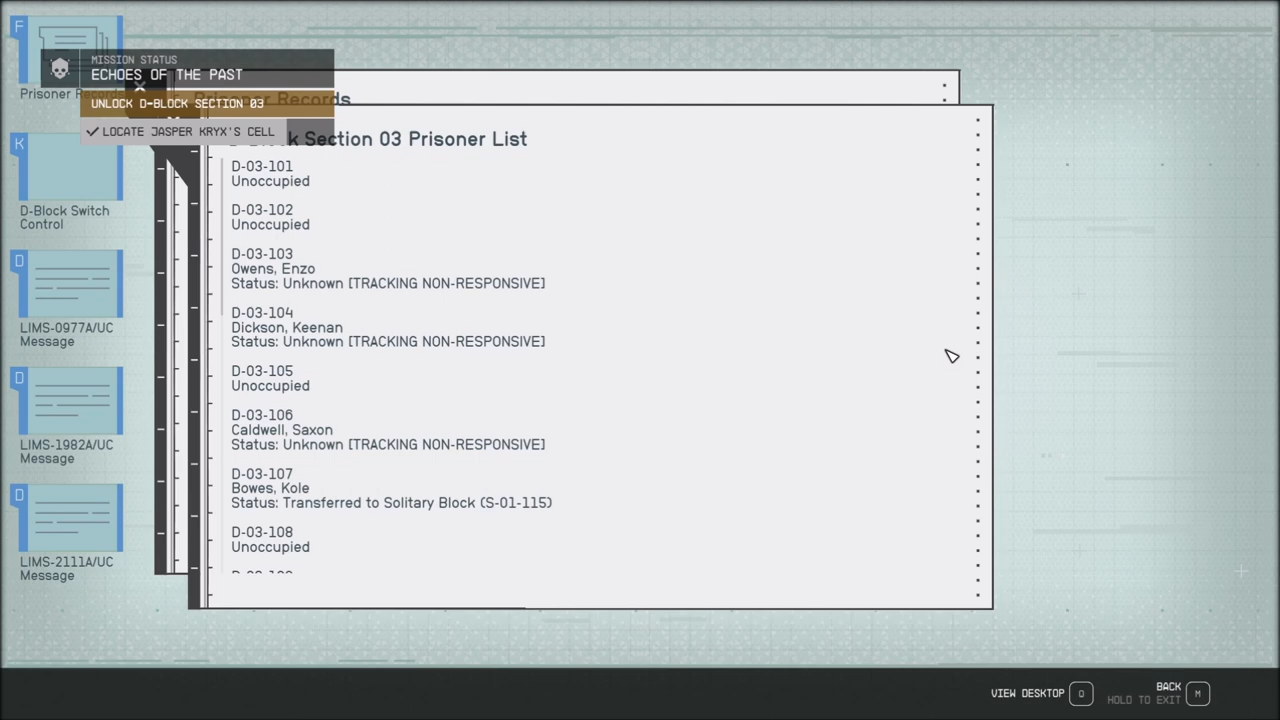 F
MISSION STATUS
ECHOES OF THE PAST
Prisoner Records
UNLOCK D-BLOCK SECTION 03
LOCATE JASPER KRYX'S CELL
K
D-Block Switch
Control
D
LIMS-0977A/UC
Message
D
LIMS-1982A/UC
Message
D
LIMS-2111A/UC
Message
Prisoner Records
D-Block Section 03 Prisoner List
D-03-101
Unoccupied
D-03-102
Unoccupied
D-03-103
Owens, Enzo
Status: Unknown [TRACKING NON-RESPONSIVE]
D-03-104
Dickson, Keenan
Status: Unknown [TRACKING NON-RESPONSIVE]
D-03-105
Unoccupied
D-03-106
Caldwell, Saxon
Status: Unknown [TRACKING NON-RESPONSIVE]
D-03-107
Bowes, Kole
Status: Transferred to Solitary Block (S-01-115)
D-03-108
Unoccupied
VIEW DESKTOP Q
BACK
HOLD TO EXIT M